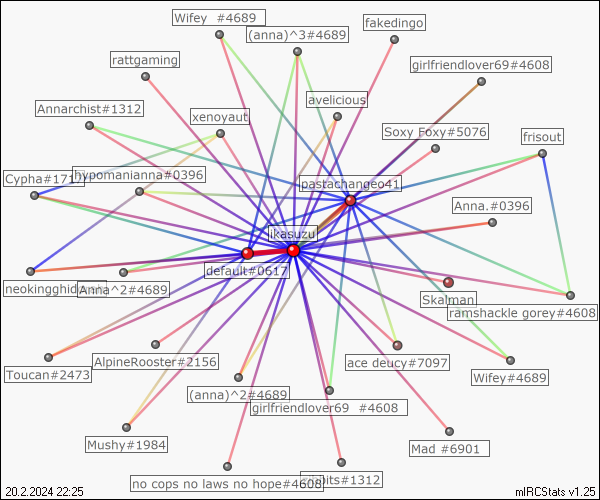 Wifey #4689
(anna)^3#4689
fakedingo
rattgaming
girlfriendlover69#4608
Annarchist#1312
xenoyaut
avelicious
Soxy Foxy#5076
frisout
Cypha#171
hypomanianna#0396
pastachangeo41
Anna.#0396
ikasuzu
default#0617
neokingghid
Anna^2#4689
Skalman
ramshackle gorey#4608
Toucan#2473
AlpineRooster#2156
ace deucy#7097
Wifey#4689
(anna)^2#4689
girlfriendlover69 #4608
Mushy#1984
Mad #6901
no cops no laws no hope#4608
bits#1312
20.2.2024 22:25
mIRCStats v1.25